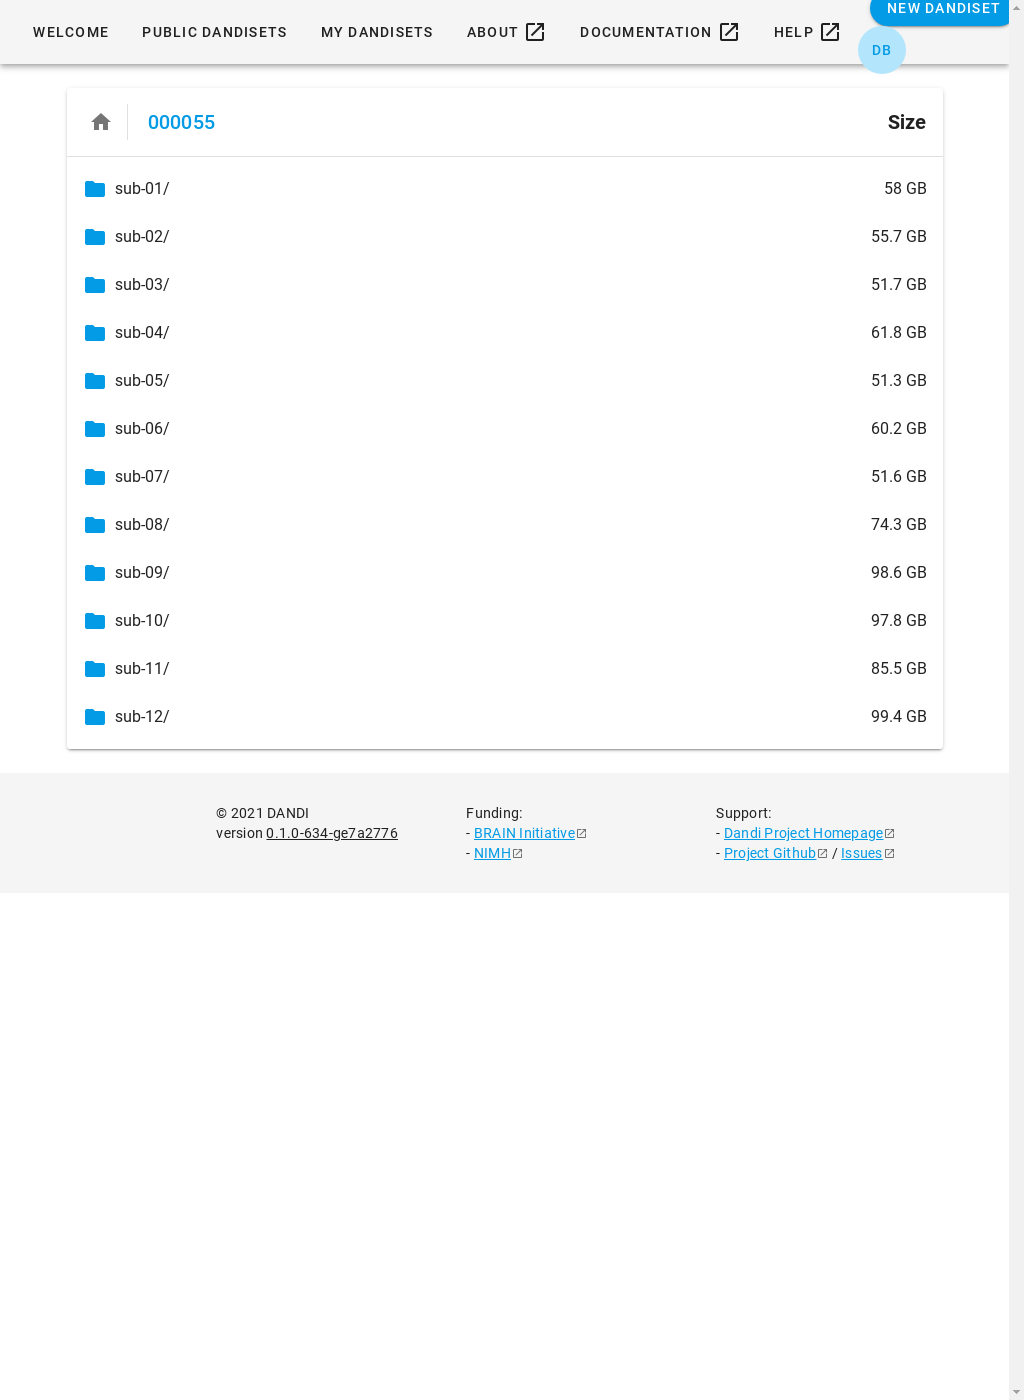 WELCOME PUBLIC DANDISETS MY DANDISETS ABOUT DOCUMENTATION HELP NEW DANDISET
DB
000055 Size
sub-01/ 58 GB
sub-02/ 55.7 GB
sub-03/ 51.7 GB
sub-04/ 61.8 GB
sub-05/ 51.3 GB
sub-06/ 60.2 GB
sub-07/ 51.6 GB
sub-08/ 74.3 GB
sub-09/ 98.6 GB
sub-10/ 97.8 GB
sub-11/ 85.5 GB
sub-12/ 99.4 GB
© 2021 DANDI
version 0.1.0-634-ge7a2776
Funding:
- BRAIN Initiative
- NIMH
Support:
- Dandi Project Homepage
- Project Github / Issues